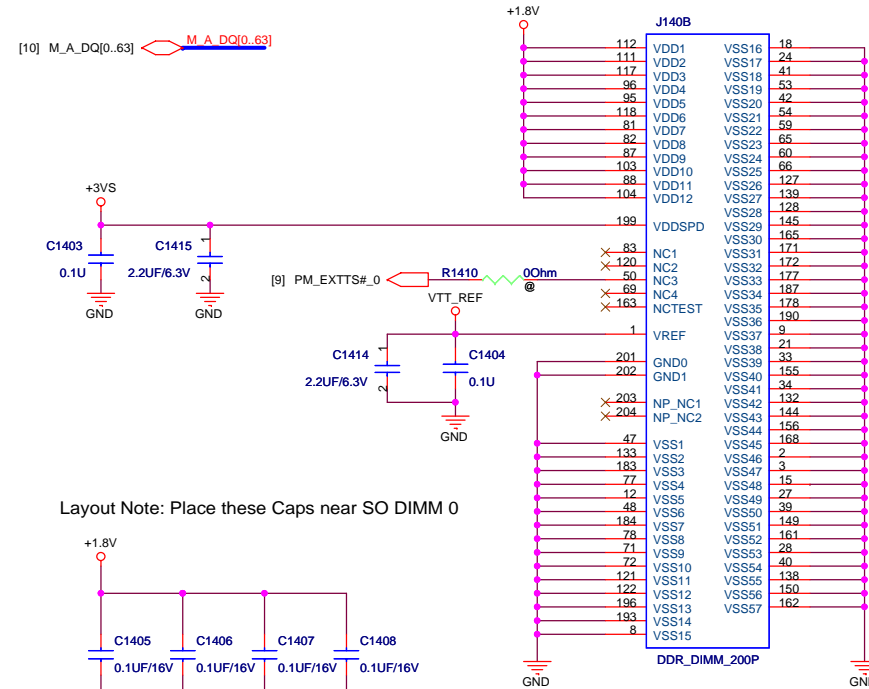 +1.8V
J140B
[10] M_A_DQ[0..63] M_A_DQ[0..63]
112 VDD1 VSS16 18
111 VDD2 VSS17 24
117 VDD3 VSS18 41
96 VDD4 VSS19 53
95 VDD5 VSS20 42
118 VDD6 VSS21 54
81 VDD7 VSS22 59
82 VDD8 VSS23 65
87 VDD9 VSS24 60
103 VDD10 VSS25 66
88 VDD11 VSS26 127
104 VDD12 VSS27 139
VSS28 128
+3VS
199 VDDSPD VSS29 145
VSS30 165
C1403 C1415 1
83 NC1 VSS31 171
120 NC2 VSS32 172
0.1U 2.2UF/6.3V 2
[9] PM_EXTTS#_0 R1410 0Ohm @
50 NC3 VSS33 177
69 NC4 VSS34 187
163 NCTEST VSS35 178
GND GND
VTT_REF
VSS36 190
1 VREF VSS37 9
VSS38 21
C1414 1 C1404
201 GND0 VSS39 33
202 GND1 VSS40 155
2.2UF/6.3V 2 0.1U
VSS41 34
203 NP_NC1 VSS42 132
204 NP_NC2 VSS43 144
GND
VSS44 156
47 VSS1 VSS45 168
133 VSS2 VSS46 2
183 VSS3 VSS47 3
77 VSS4 VSS48 15
12 VSS5 VSS49 27
48 VSS6 VSS50 39
184 VSS7 VSS51 149
78 VSS8 VSS52 161
71 VSS9 VSS53 28
72 VSS10 VSS54 40
121 VSS11 VSS55 138
122 VSS12 VSS56 150
196 VSS13 VSS57 162
193 VSS14
8 VSS15
DDR_DIMM_200P
GND GND
Layout Note: Place these Caps near SO DIMM 0
+1.8V
C1405 C1406 C1407 C1408
0.1UF/16V 0.1UF/16V 0.1UF/16V 0.1UF/16V